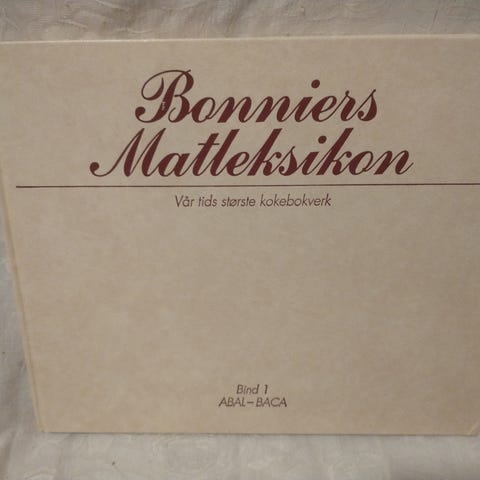 Bonniers
Matleksikon
Vår tids største kokebokverk
Bind 1
ABAL–BACA